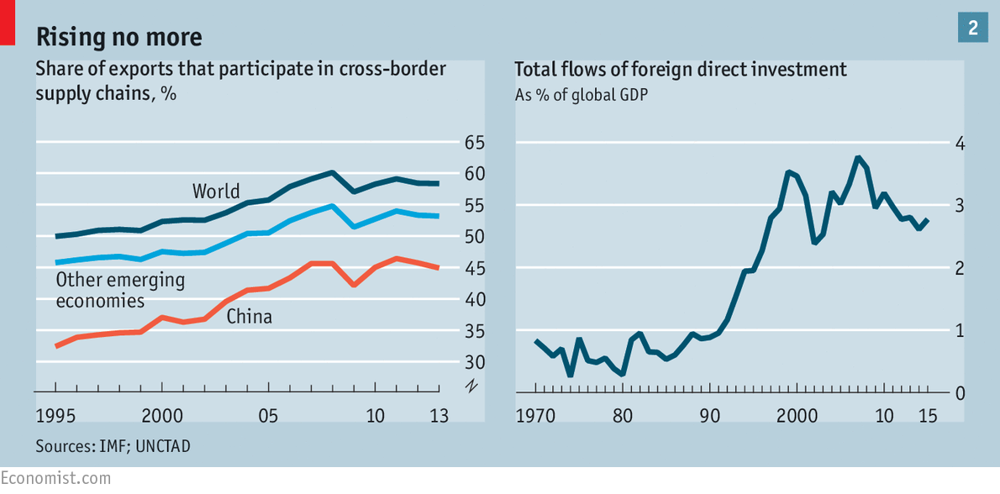 Rising no more
2
Share of exports that participate in cross-border
supply chains, %
65
60
55
50
45
40
35
30
World
Other emerging
economies
China
1995
2000
05
10
13
Total flows of foreign direct investment
As % of global GDP
4
3
2
1
0
1970
80
90
2000
10
15
Sources: IMF; UNCTAD
Economist.com